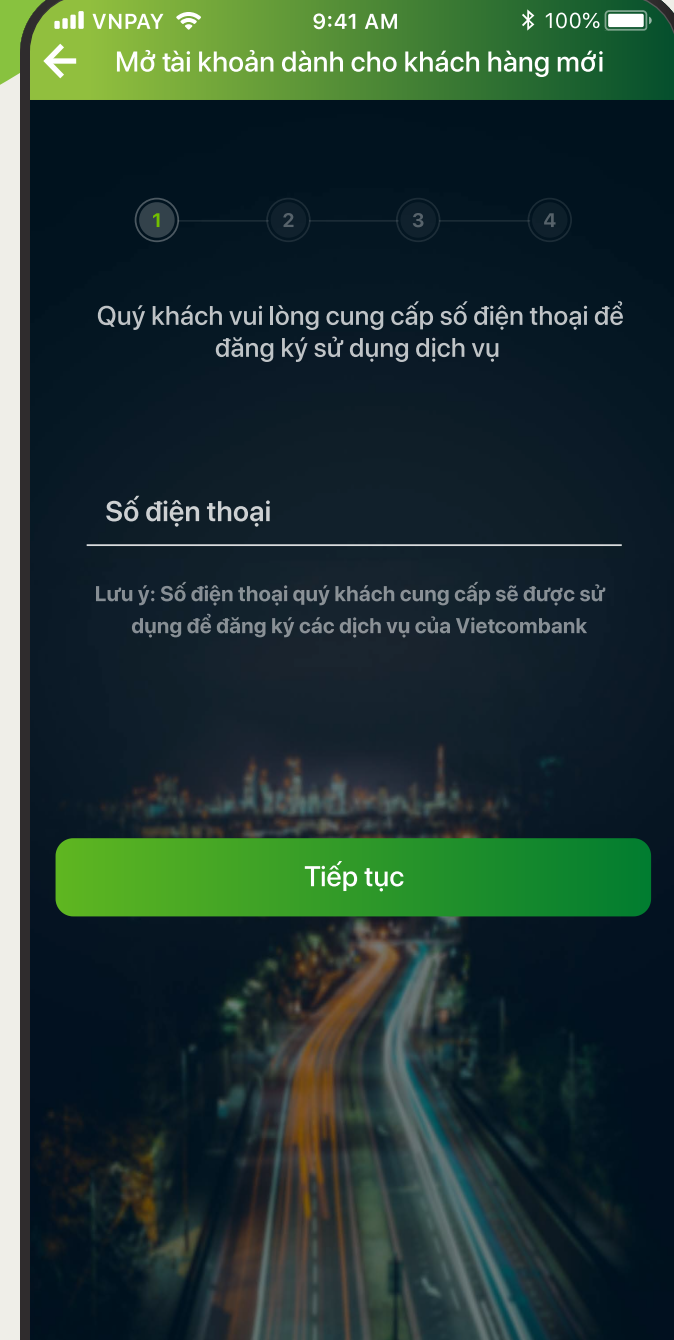 VNPAY 9:41 AM 100%
Mở tài khoản dành cho khách hàng mới
1 2 3 4
Quý khách vui lòng cung cấp số điện thoại để
đăng ký sử dụng dịch vụ
Số điện thoại
Lưu ý: Số điện thoại quý khách cung cấp sẽ được sử
dụng để đăng ký các dịch vụ của Vietcombank
Tiếp tục